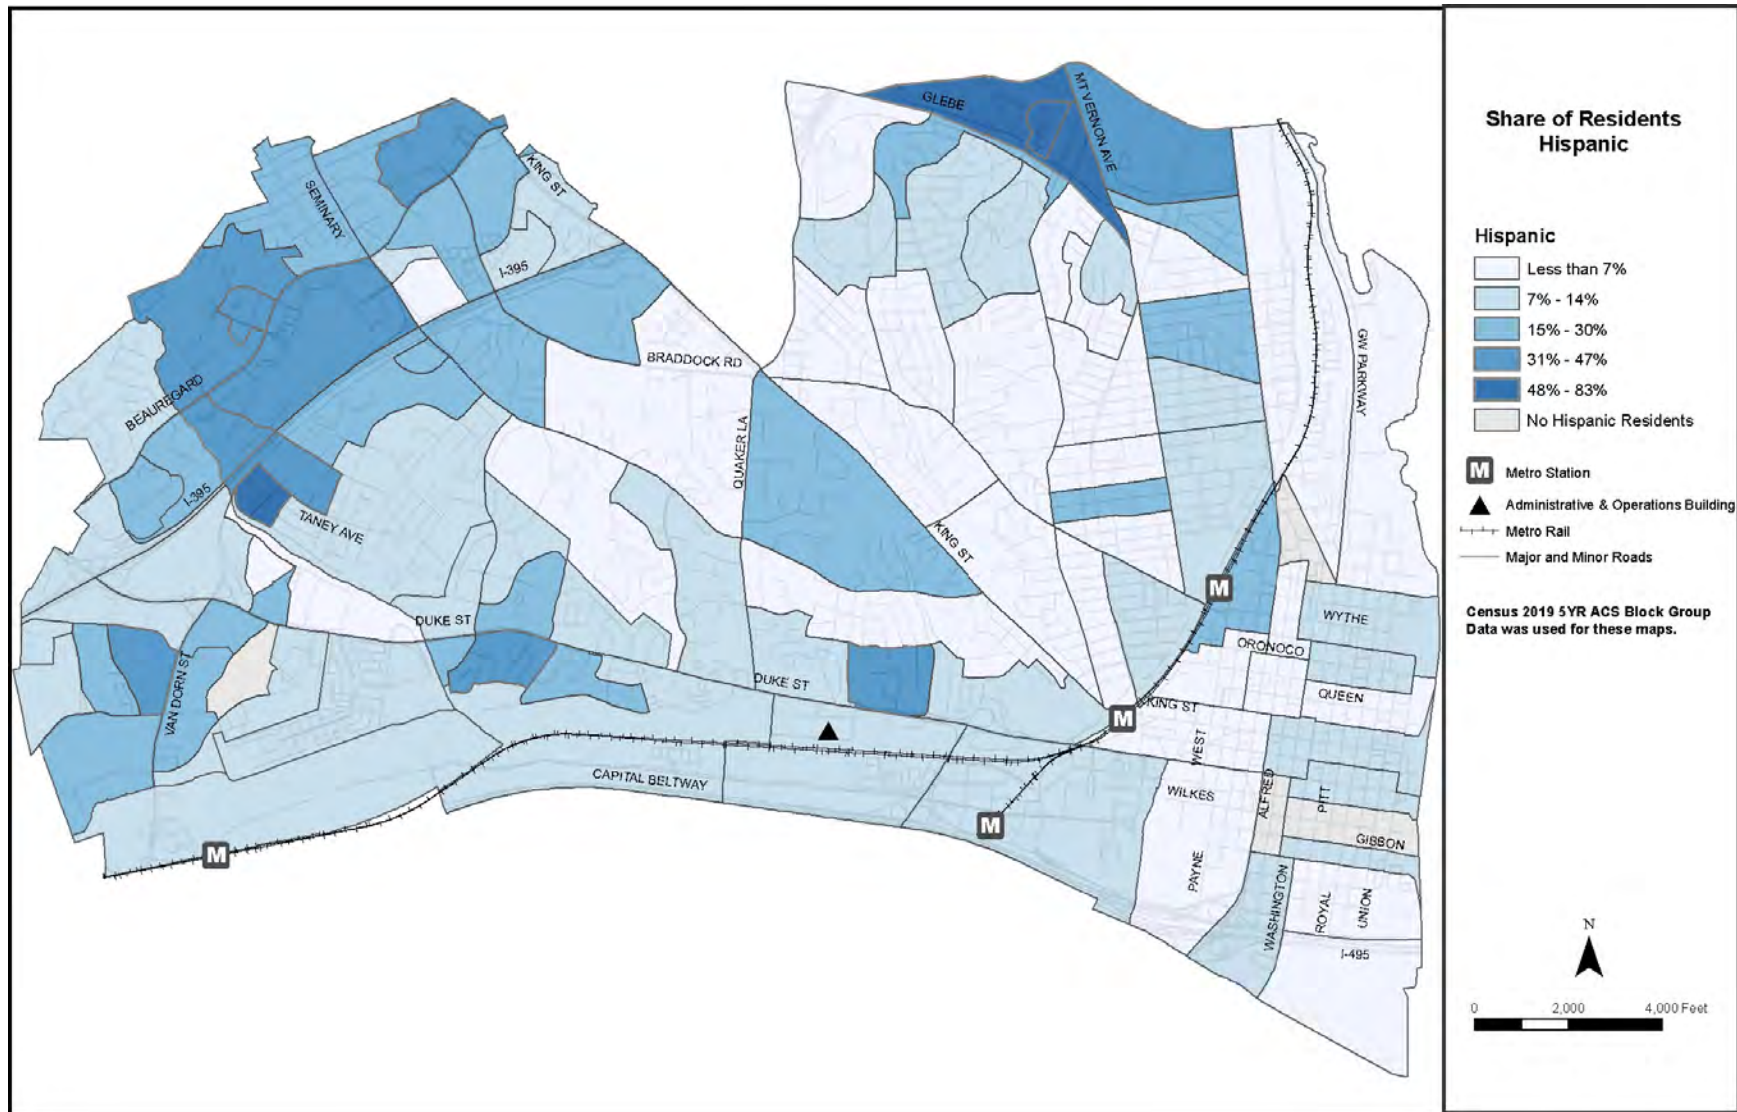 GLEBE
MT VERNON AVE
KING ST
SEMINARY
I-395
GW PARKWAY
BRADDOCK RD
BEAUREGARD
QUAKER LA
I-395
TANEY AVE
KING ST
M
DUKE ST
WYTHE
ORONOCO
VAN DORN ST
DUKE ST
QUEEN
M
KING ST
WEST
CAPITAL BELTWAY
WILKES
ALFRED
PITT
M
GIBBON
M
PAYNE
WASHINGTON
ROYAL
UNION
I-495
Share of Residents
Hispanic
Hispanic
Less than 7%
7% - 14%
15% - 30%
31% - 47%
48% - 83%
No Hispanic Residents
M Metro Station
Administrative & Operations Building
Metro Rail
Major and Minor Roads
Census 2019 5YR ACS Block Group
Data was used for these maps.
N
0 2,000 4,000 Feet